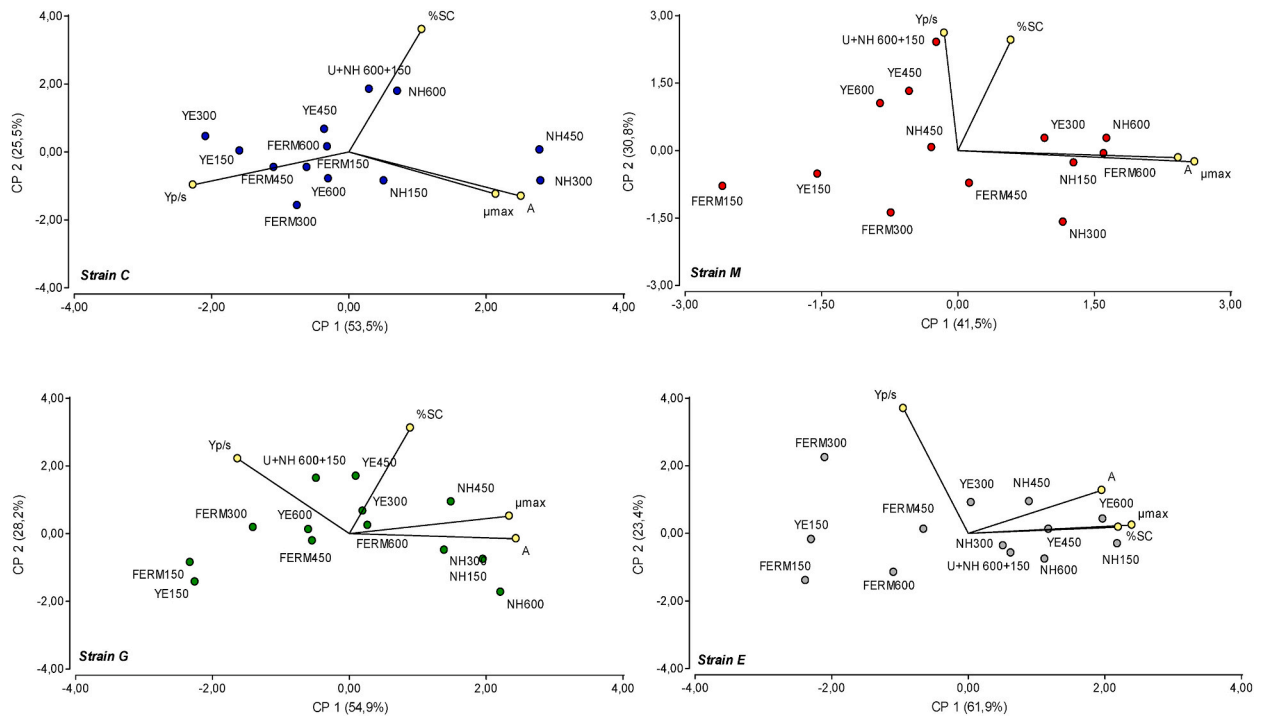 4,00
%SC
U+NH 600+150
NH600
2,00
YE300
YE450
NH450
CP 2 (25,5%)
FERM600
YE150
0,00
FERM150
FERM450
NH300
YE600
NH150
Yp/s
µmax
A
-2,00
FERM300
Strain C
-4,00
-4,00
-2,00
0,00
2,00
4,00
CP 1 (53,5%)
3,00
Yp/s
%SC
U+NH 600+150
YE450
1,50
YE600
NH450
YE300
NH600
CP 2 (30,8%)
0,00
NH150
FERM600
A
µmax
YE150
FERM450
FERM150
-1,50
FERM300
NH300
Strain M
-3,00
-3,00
-1,50
0,00
1,50
3,00
CP 1 (41,5%)
4,00
%SC
Yp/s
U+NH 600+150
YE450
2,00
NH450
YE300
µmax
FERM300
YE600
CP 2 (28,2%)
0,00
FERM600
A
FERM450
NH300
FERM150
NH150
YE150
NH600
-2,00
Strain G
-4,00
-4,00
-2,00
0,00
2,00
4,00
CP 1 (54,9%)
4,00
Yp/s
FERM300
2,00
A
YE300
NH450
FERM450
YE600
µmax
YE150
CP 2 (23,4%)
0,00
NH300
YE450
%SC
FERM150
U+NH 600+150
NH600
NH150
FERM600
-2,00
Strain E
-4,00
-4,00
-2,00
0,00
2,00
4,00
CP 1 (61,9%)